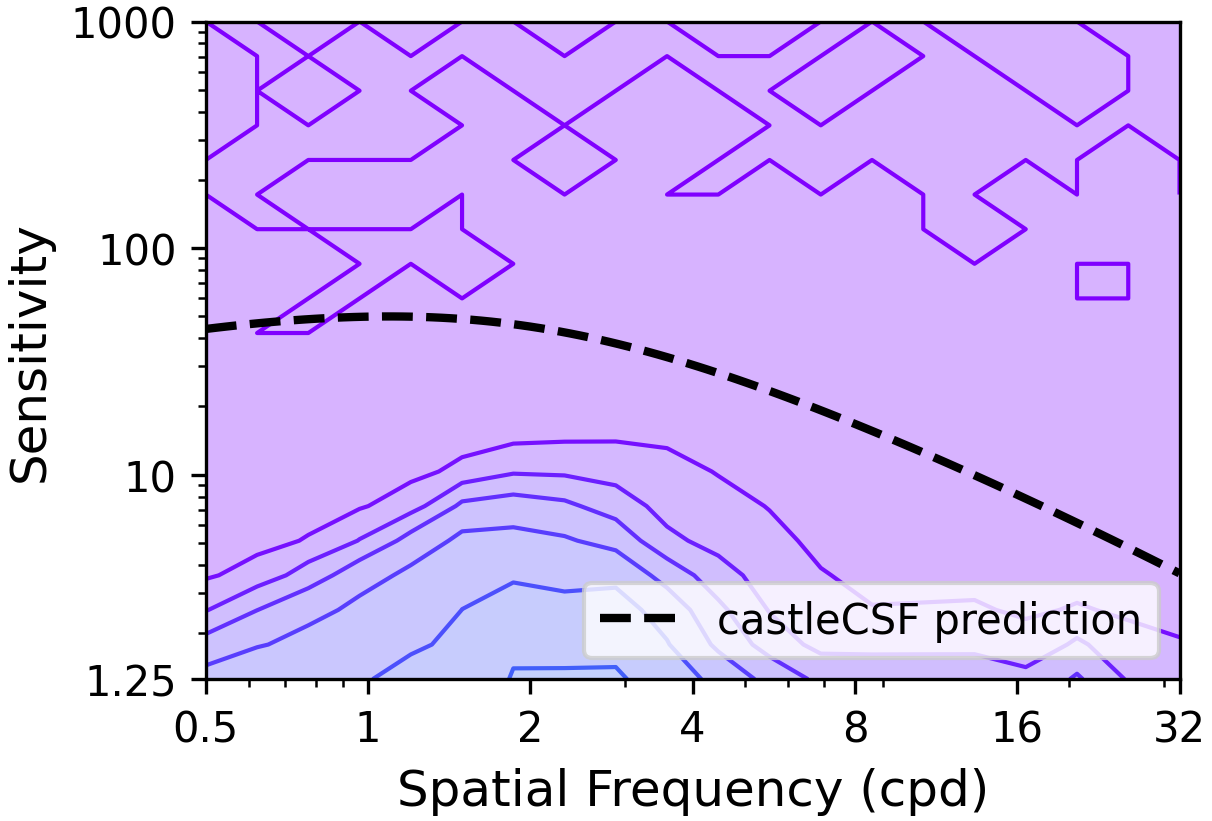 1000
100
10
1.25
Sensitivity
castleCSF prediction
0.5 1 2 4 8 16 32
Spatial Frequency (cpd)